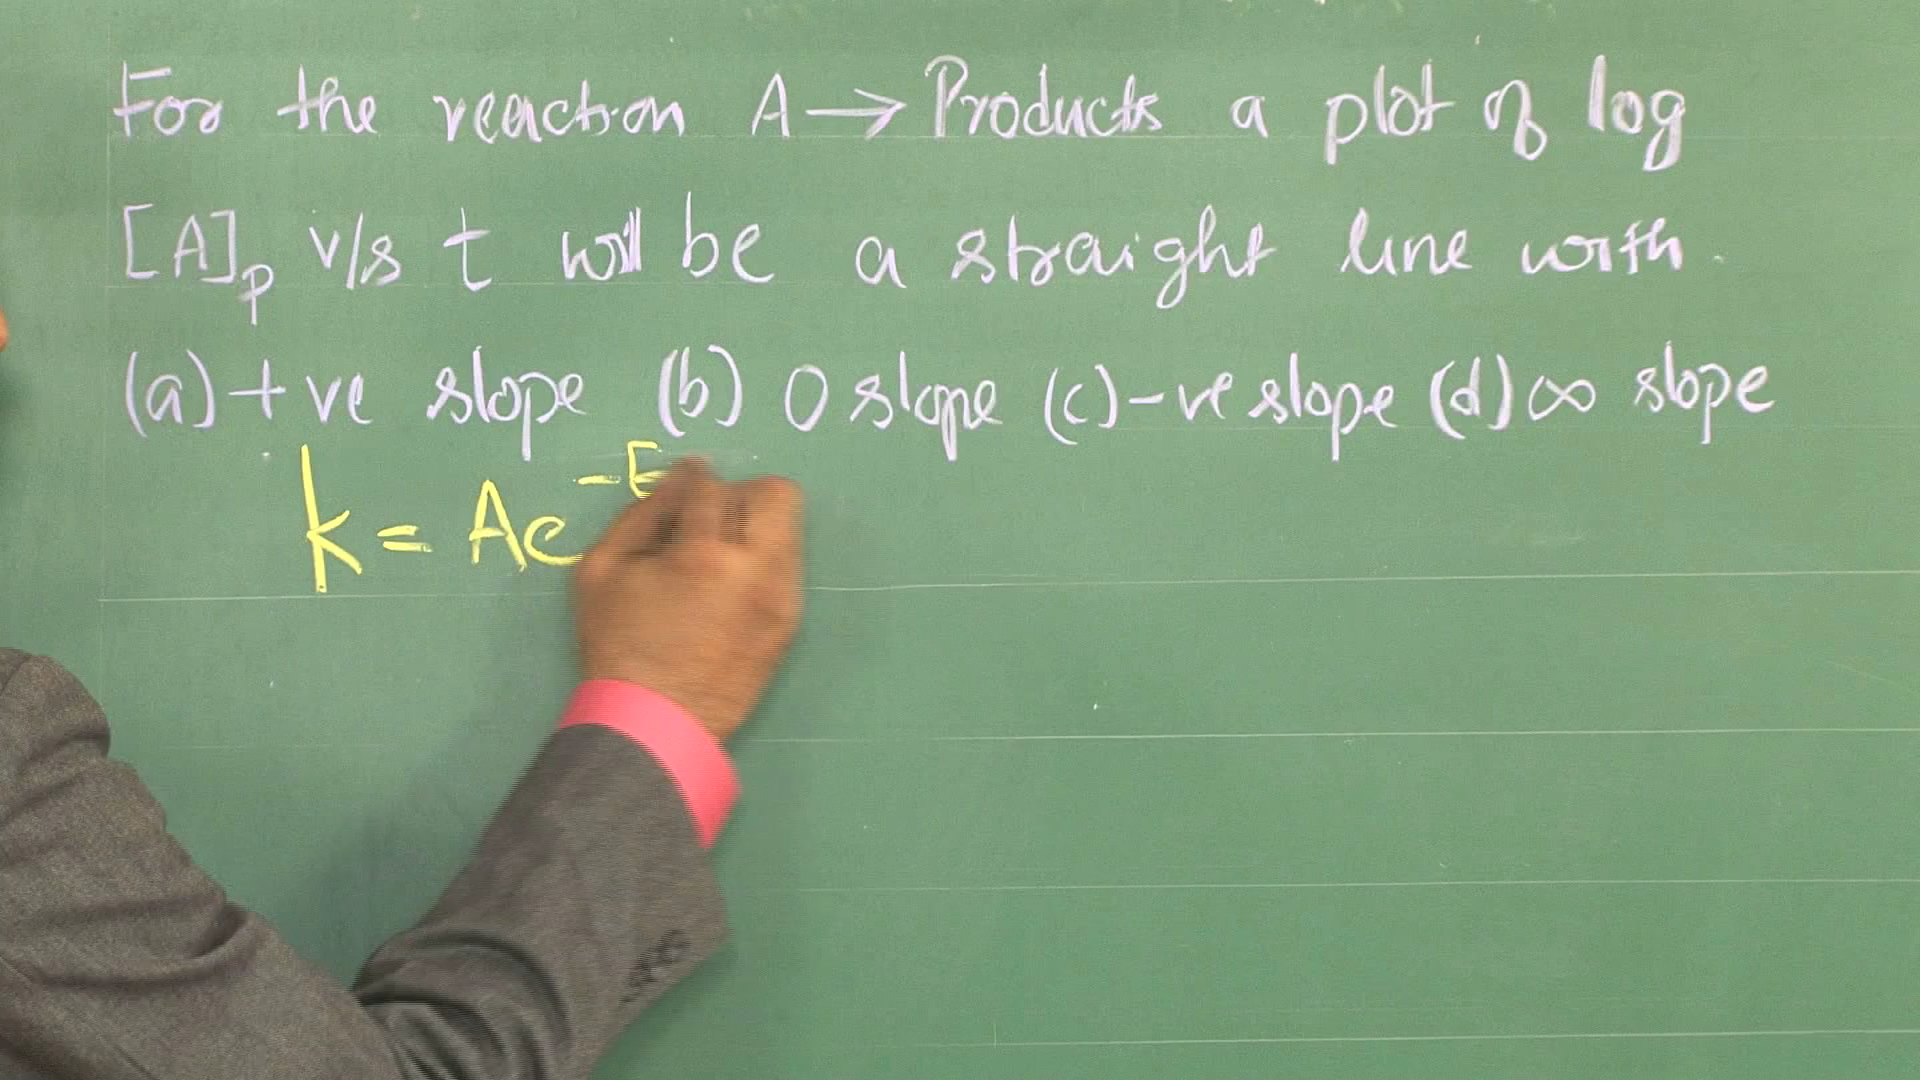 For the reaction A → Products a plot of log
[A]p v/s t will be a straight line with
(a) +ve slope (b) 0 slope (c) -ve slope (d) ∞ slope
k = Ae^-E